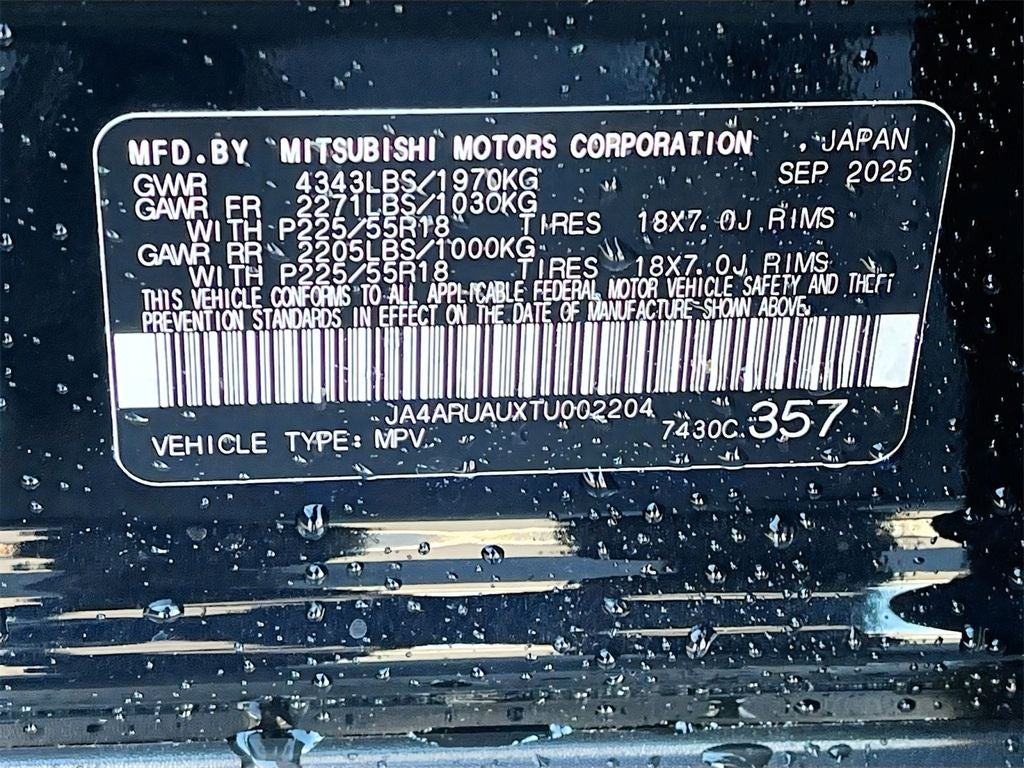 MFD.BY MITSUBISHI MOTORS CORPORATION , JAPAN
SEP 2025
GVWR 4343LBS/1970KG
GAWR FR 2271LBS/1030KG
WITH P225/55R18 TIRES 18X7.0J RIMS
GAWR RR 2205LBS/1000KG
WITH P225/55R18 TIRES 18X7.0J RIMS
THIS VEHICLE CONFORMS TO ALL APPLICABLE FEDERAL MOTOR VEHICLE SAFETY AND THEFT
PREVENTION STANDARDS IN EFFECT ON THE DATE OF MANUFACTURE SHOWN ABOVE.
JA4ARUAUXTU002204
VEHICLE TYPE: MPV 7430C 357